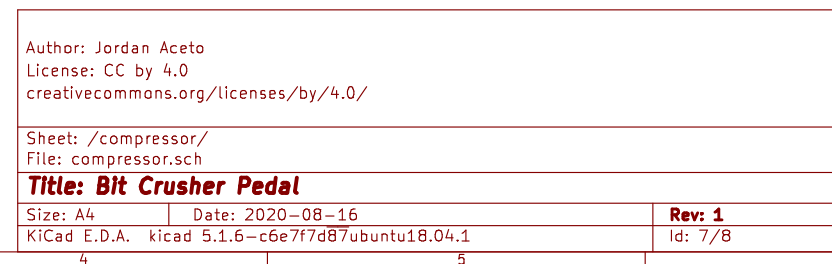 Author: Jordan Aceto
License: CC by 4.0
creativecommons.org/licenses/by/4.0/
Sheet: /compressor/
File: compressor.sch
Title: Bit Crusher Pedal
Size: A4 Date: 2020-08-16 Rev: 1
KiCad E.D.A. kicad 5.1.6-c6e7f7d87ubuntu18.04.1 Id: 7/8
4 5